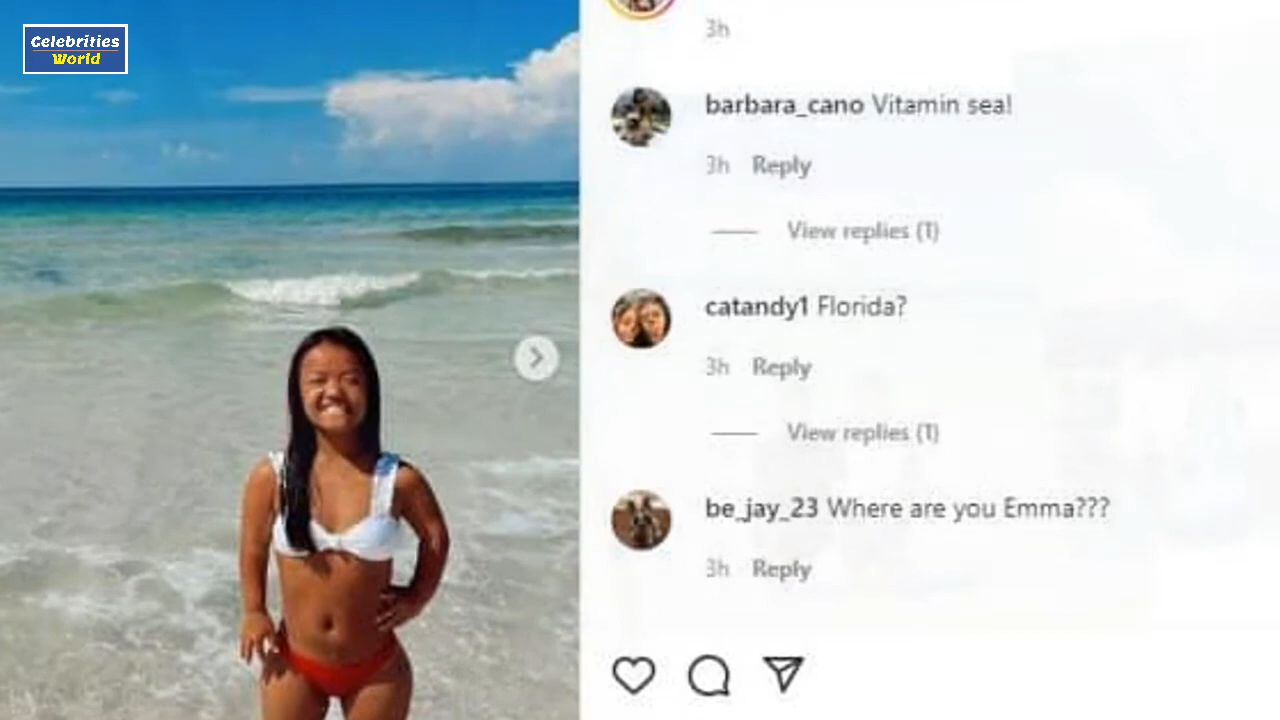 Celebrities
World
3h
barbara_cano Vitamin sea!
3h Reply
View replies (1)
catandy1 Florida?
3h Reply
View replies (1)
be_jay_23 Where are you Emma???
3h Reply